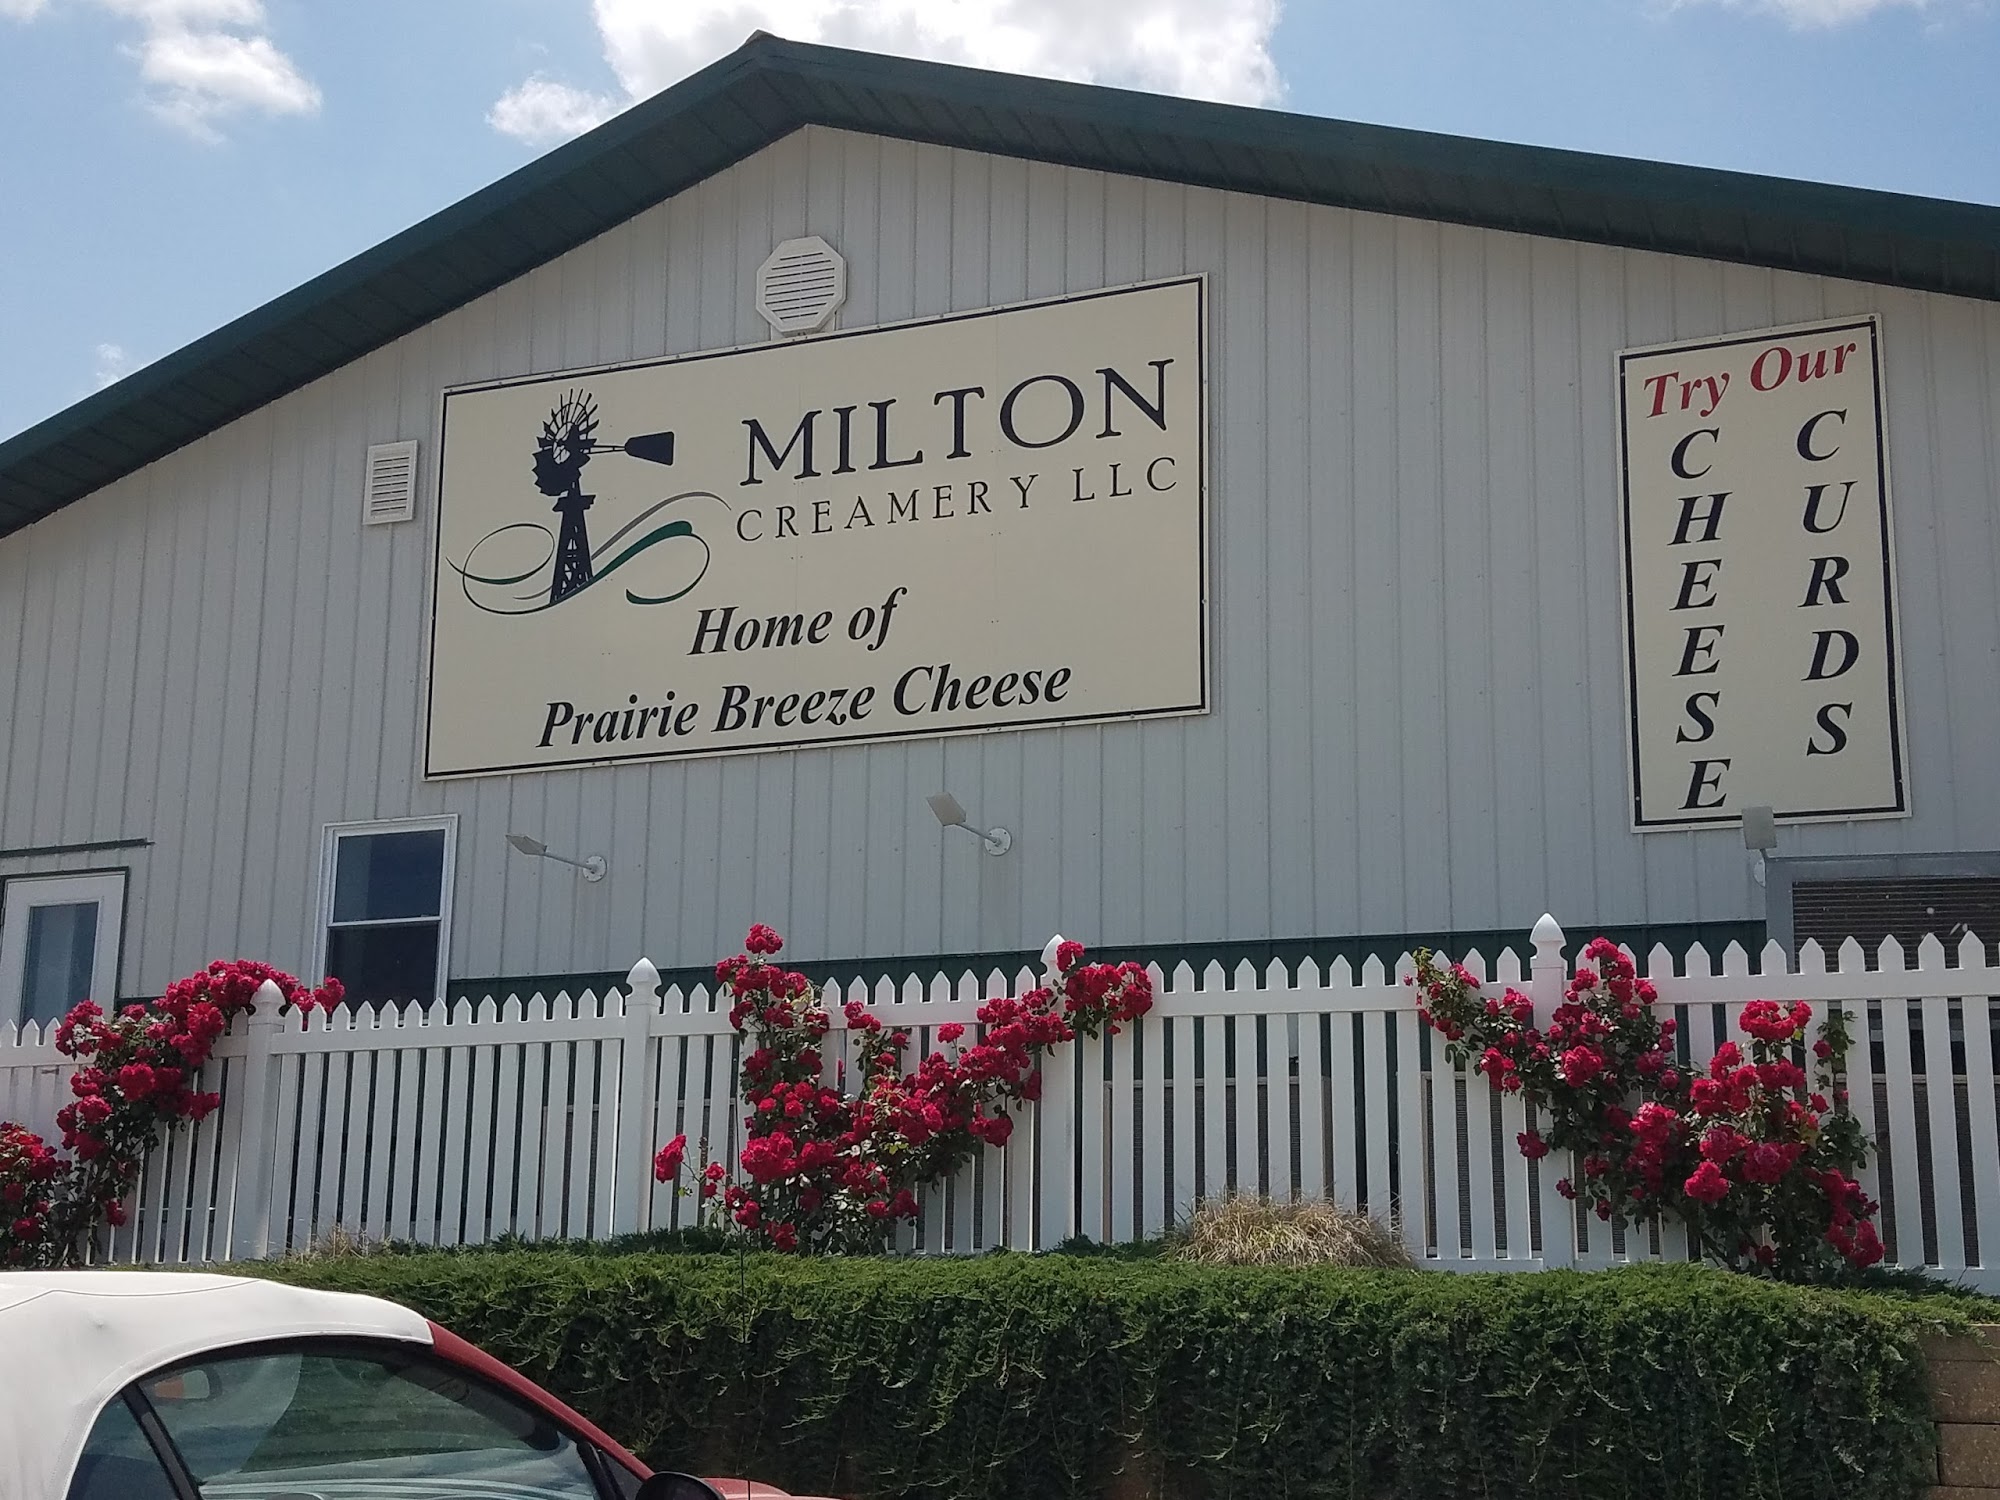 MILTON
CREAMERY LLC
Home of
Prairie Breeze Cheese
Try Our
CHEESE
CURDS